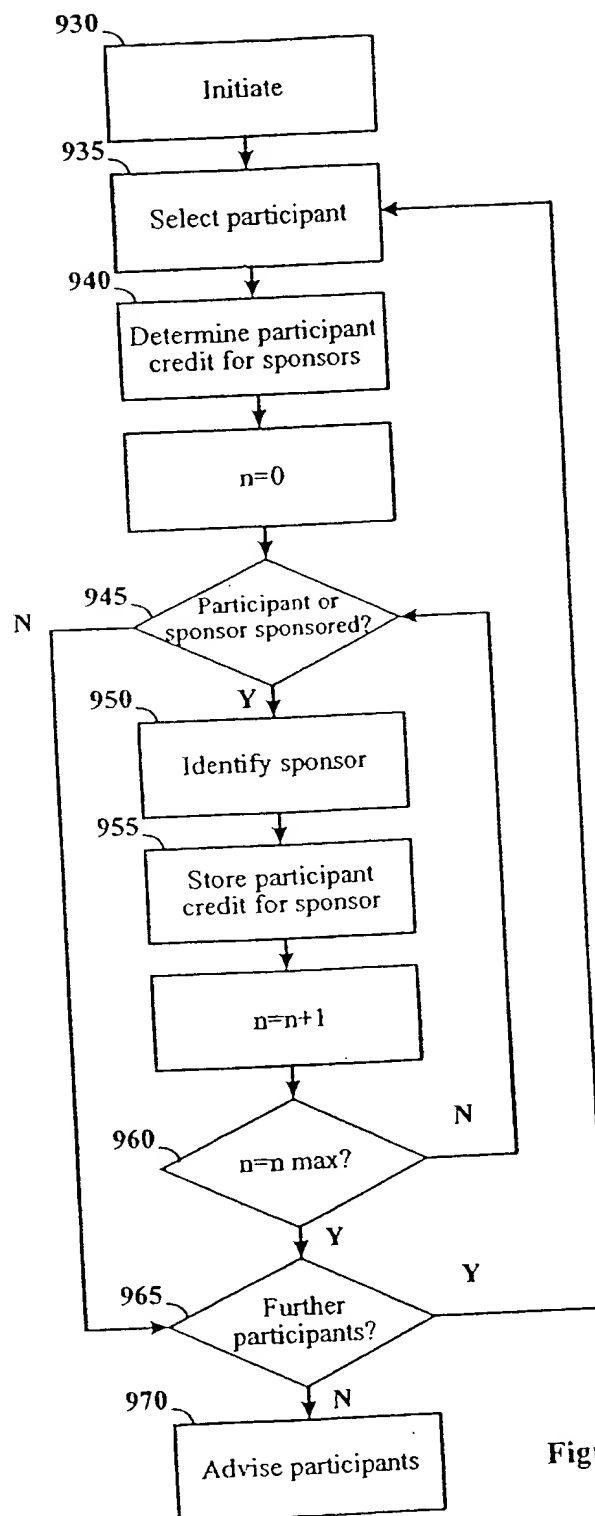 930
Initiate
935
Select participant
940
Determine participant
credit for sponsors
n=0
945
N
Participant or
sponsor sponsored?
Y
950
Identify sponsor
955
Store participant
credit for sponsor
n=n+1
960
N
n=n max?
Y
Y
965
Further
participants?
N
970
Advise participants
Figu